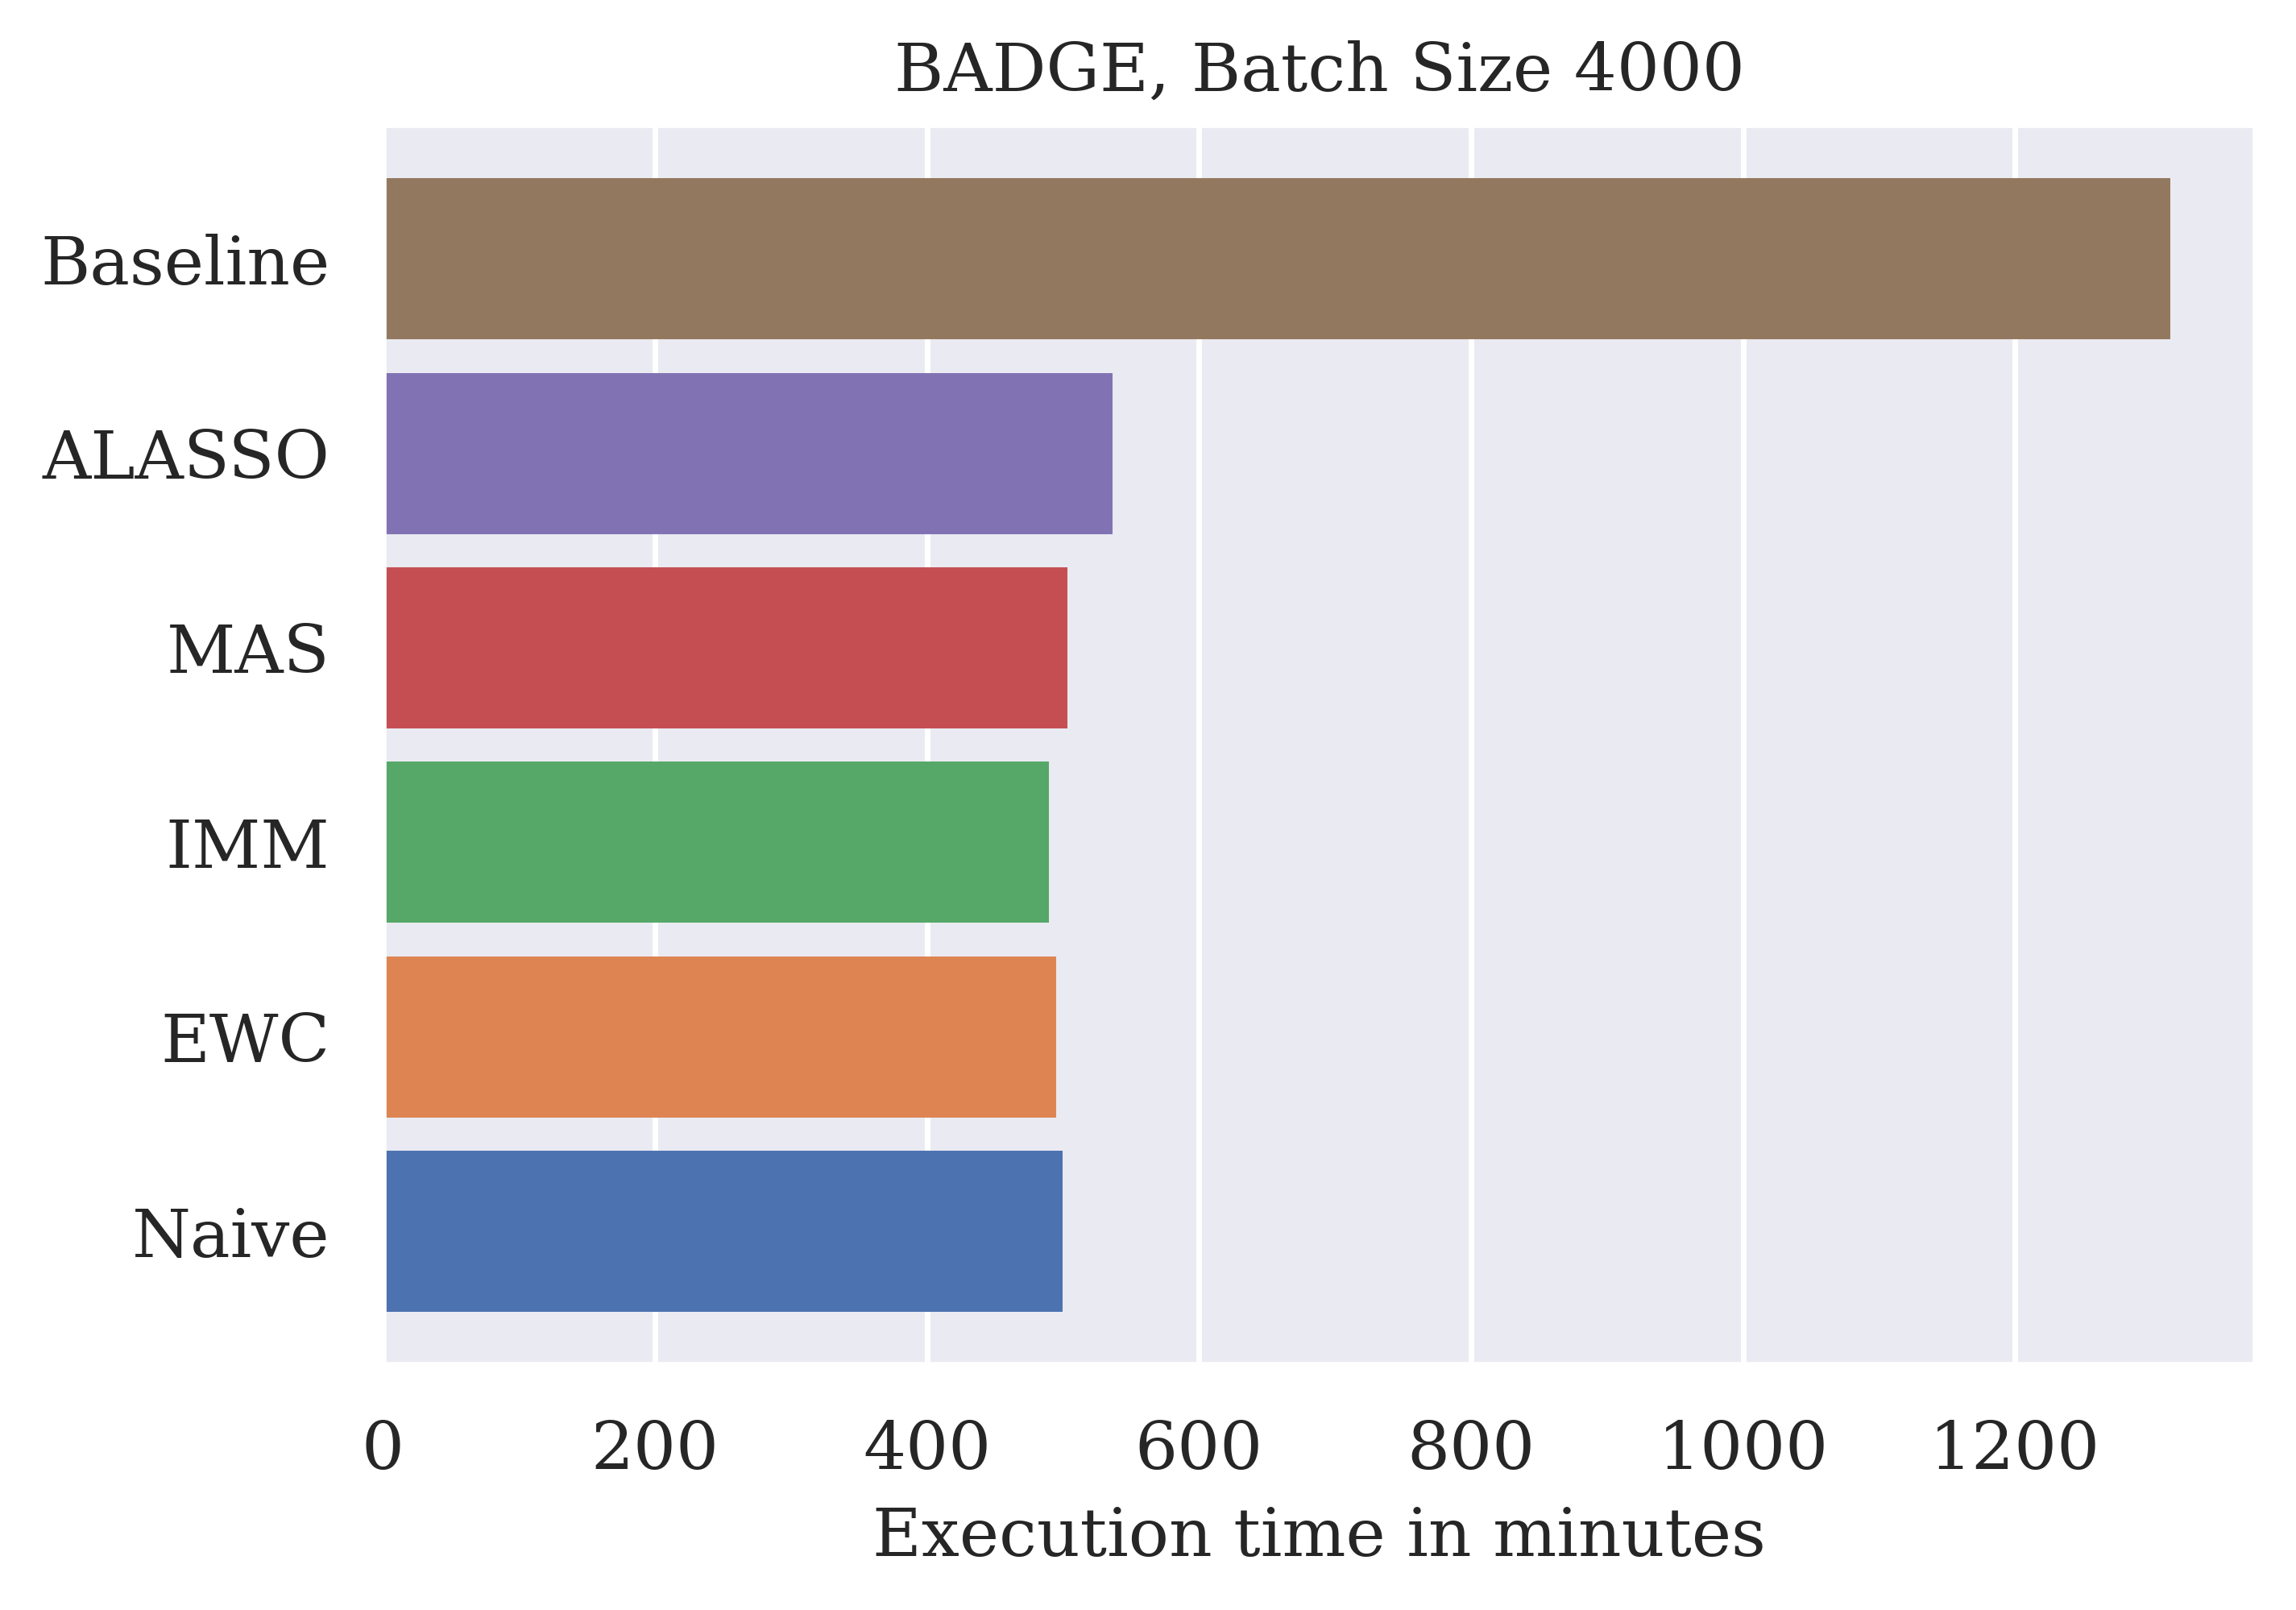 BADGE, Batch Size 4000
Baseline
ALASSO
MAS
IMM
EWC
Naive
0 200 400 600 800 1000 1200
Execution time in minutes